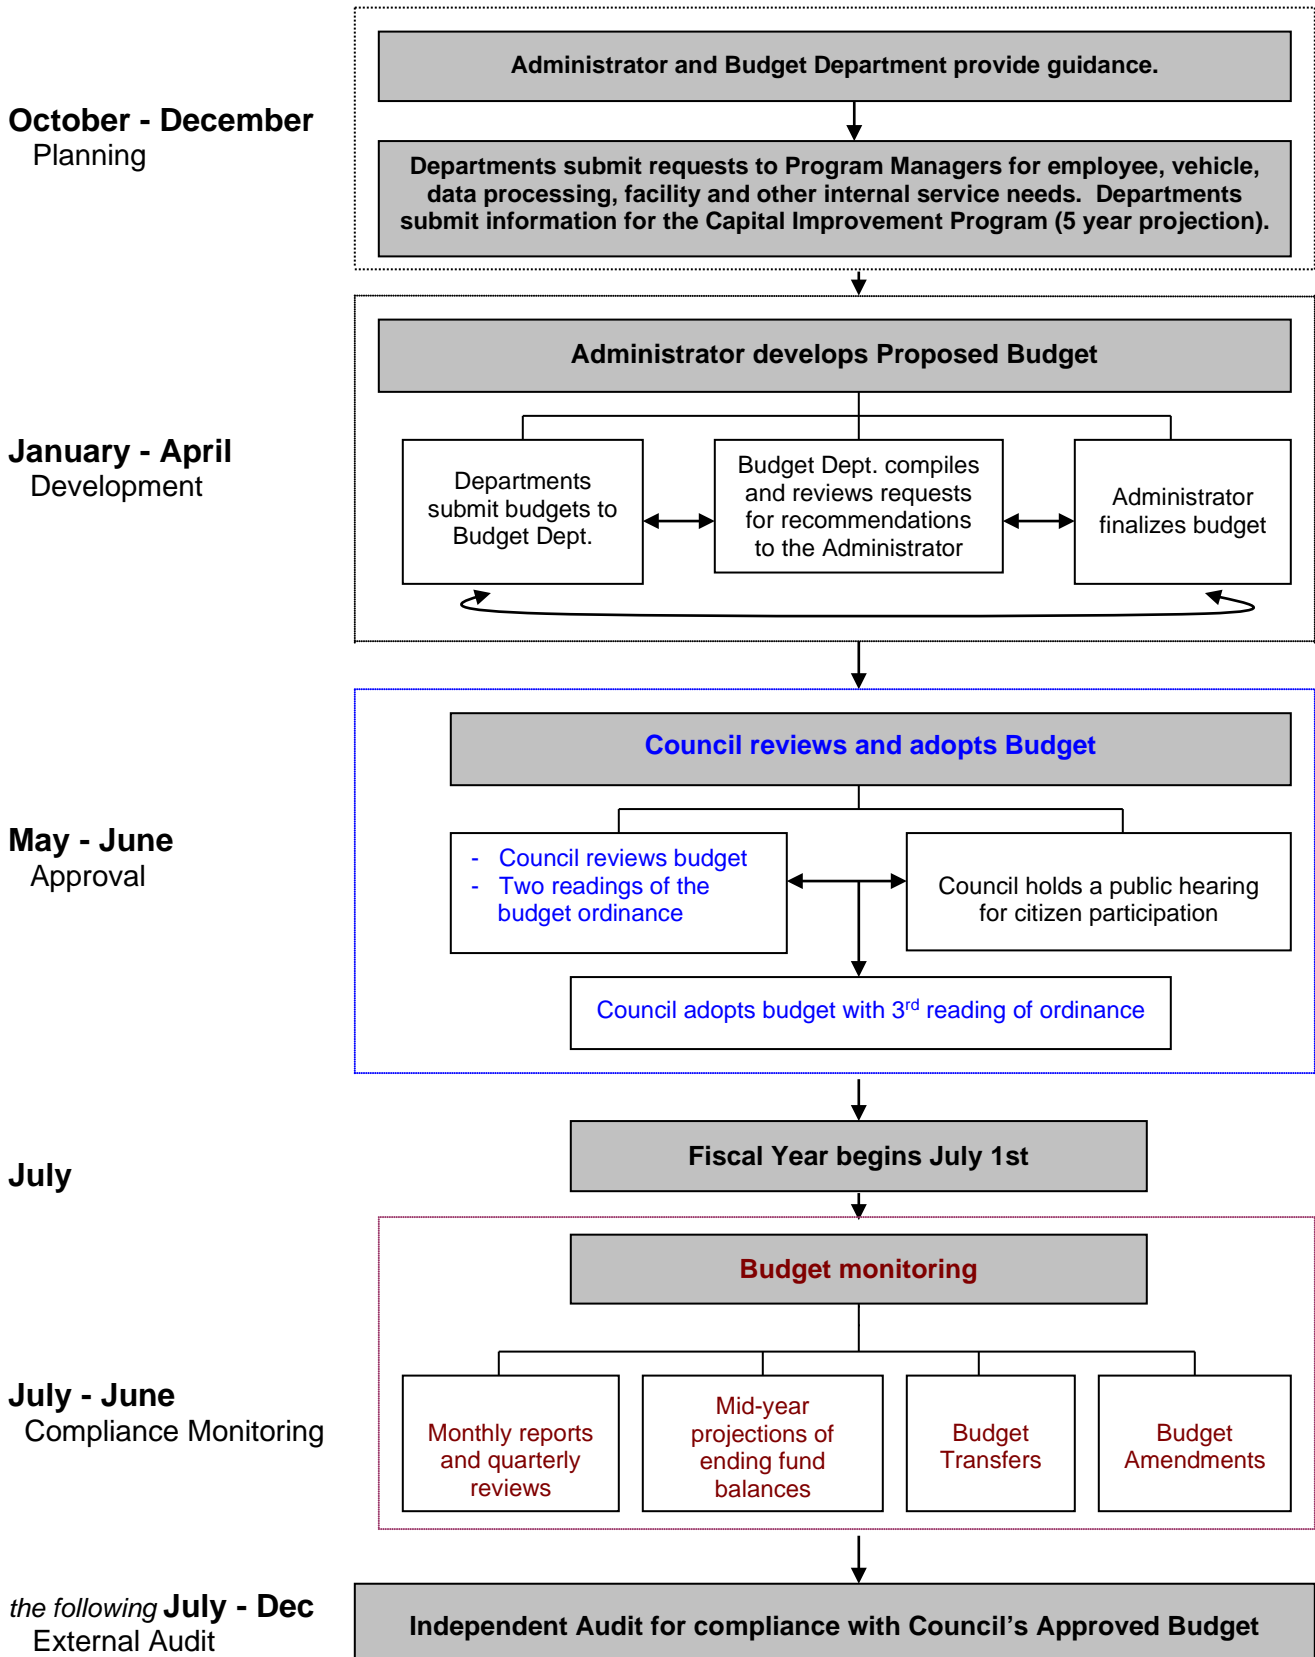 Administrator and Budget Department provide guidance.
October - December
Planning
Departments submit requests to Program Managers for employee, vehicle,
data processing, facility and other internal service needs.  Departments
submit information for the Capital Improvement Program (5 year projection).
Administrator develops Proposed Budget
January - April
Development
Departments
submit budgets to
Budget Dept.
Budget Dept. compiles
and reviews requests
for recommendations
to the Administrator
Administrator
finalizes budget
Council reviews and adopts Budget
May - June
Approval
- Council reviews budget
- Two readings of the
budget ordinance
Council holds a public hearing
for citizen participation
Council adopts budget with 3rd reading of ordinance
July
Fiscal Year begins July 1st
Budget monitoring
July - June
Compliance Monitoring
Monthly reports
and quarterly
reviews
Mid-year
projections of
ending fund
balances
Budget
Transfers
Budget
Amendments
the following July - Dec
External Audit
Independent Audit for compliance with Council's Approved Budget